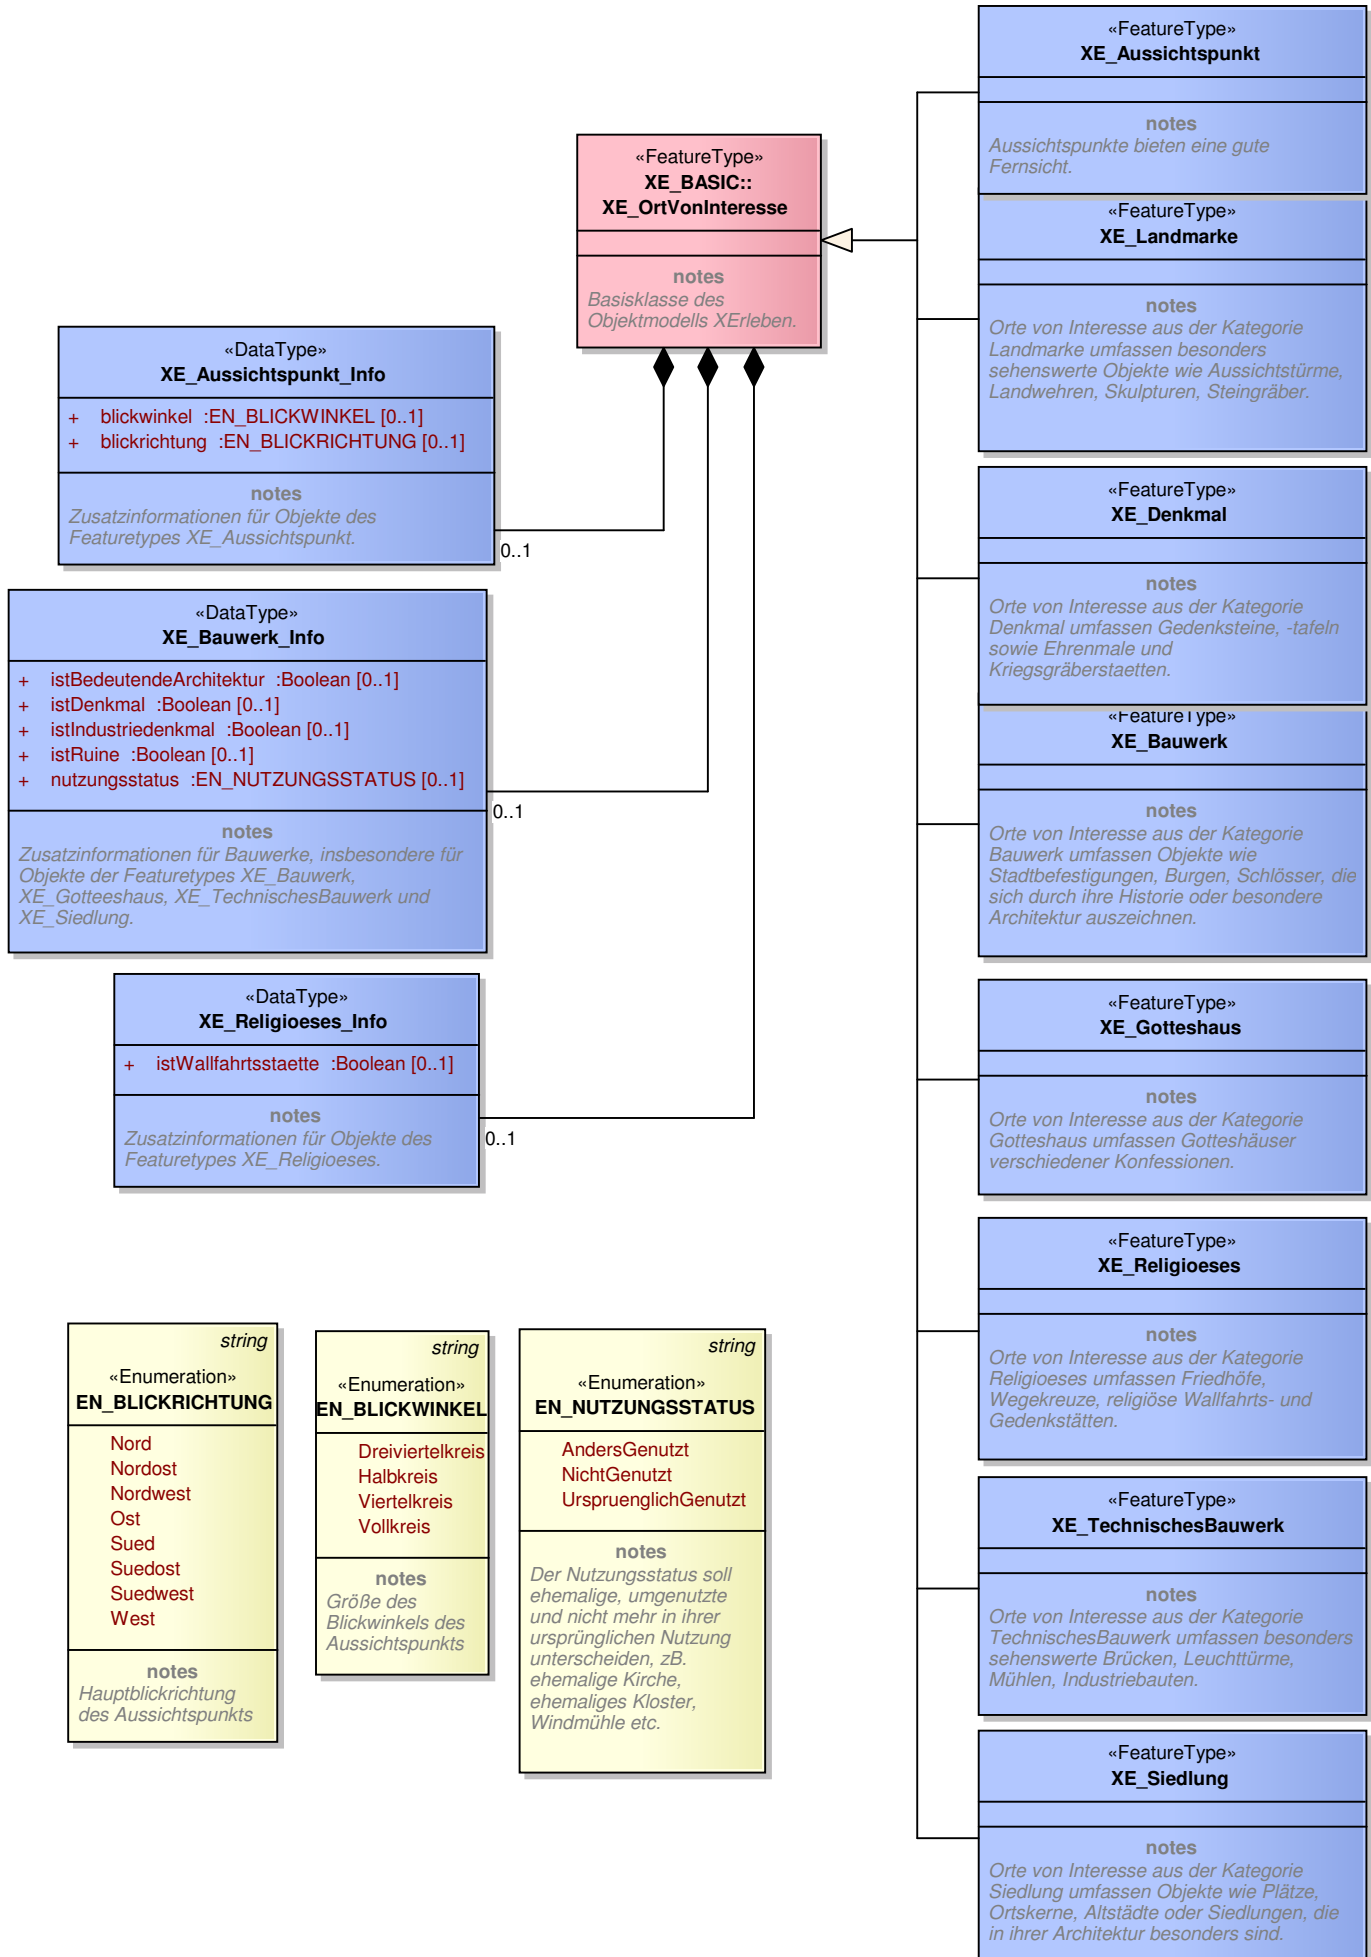 «FeatureType»
XE_Aussichtspunkt
notes
Aussichtspunkte bieten eine gute
Fernsicht.
«FeatureType»
XE_BASIC::
XE_OrtVonInteresse
notes
Basisklasse des
Objektmodells XErleben.
«FeatureType»
XE_Landmarke
notes
Orte von Interesse aus der Kategorie
Landmarke umfassen besonders
sehenswerte Objekte wie Aussichtstürme,
Landwehren, Skulpturen, Steingräber.
«DataType»
XE_Aussichtspunkt_Info
+ blickwinkel :EN_BLICKWINKEL [0..1]
+ blickrichtung :EN_BLICKRICHTUNG [0..1]
notes
Zusatzinformationen für Objekte des
Featuretypes XE_Aussichtspunkt.
0..1
«FeatureType»
XE_Denkmal
notes
Orte von Interesse aus der Kategorie
Denkmal umfassen Gedenksteine, -tafeln
sowie Ehrenmale und
Kriegsgräberstaetten.
«DataType»
XE_Bauwerk_Info
+ istBedeutendeArchitektur :Boolean [0..1]
+ istDenkmal :Boolean [0..1]
+ istIndustriedenkmal :Boolean [0..1]
+ istRuine :Boolean [0..1]
+ nutzungsstatus :EN_NUTZUNGSSTATUS [0..1]
notes
Zusatzinformationen für Bauwerke, insbesondere für
Objekte der Featuretypes XE_Bauwerk,
XE_Gotteeshaus, XE_TechnischesBauwerk und
XE_Siedlung.
0..1
«FeatureType»
XE_Bauwerk
notes
Orte von Interesse aus der Kategorie
Bauwerk umfassen Objekte wie
Stadtbefestigungen, Burgen, Schlösser, die
sich durch ihre Historie oder besondere
Architektur auszeichnen.
«DataType»
XE_Religioeses_Info
+ istWallfahrtsstaette :Boolean [0..1]
notes
Zusatzinformationen für Objekte des
Featuretypes XE_Religioeses.
0..1
«FeatureType»
XE_Gotteshaus
notes
Orte von Interesse aus der Kategorie
Gotteshaus umfassen Gotteshäuser
verschiedener Konfessionen.
«FeatureType»
XE_Religioeses
notes
Orte von Interesse aus der Kategorie
Religioeses umfassen Friedhöfe,
Wegekreuze, religiöse Wallfahrts- und
Gedenkstätten.
string
«Enumeration»
EN_BLICKRICHTUNG
Nord
Nordost
Nordwest
Ost
Sued
Suedost
Suedwest
West
notes
Hauptblickrichtung
des Aussichtspunkts
string
«Enumeration»
EN_BLICKWINKEL
Dreiviertelkreis
Halbkreis
Viertelkreis
Vollkreis
notes
Größe des
Blickwinkels des
Aussichtspunkts
string
«Enumeration»
EN_NUTZUNGSSTATUS
AndersGenutzt
NichtGenutzt
UrspruenglichGenutzt
notes
Der Nutzungsstatus soll
ehemalige, umgenutzte
und nicht mehr in ihrer
ursprünglichen Nutzung
unterscheiden, zB.
ehemalige Kirche,
ehemaliges Kloster,
Windmühle etc.
«FeatureType»
XE_TechnischesBauwerk
notes
Orte von Interesse aus der Kategorie
TechnischesBauwerk umfassen besonders
sehenswerte Brücken, Leuchttürme,
Mühlen, Industriebauten.
«FeatureType»
XE_Siedlung
notes
Orte von Interesse aus der Kategorie
Siedlung umfassen Objekte wie Plätze,
Ortskerne, Altstädte oder Siedlungen, die
in ihrer Architektur besonders sind.